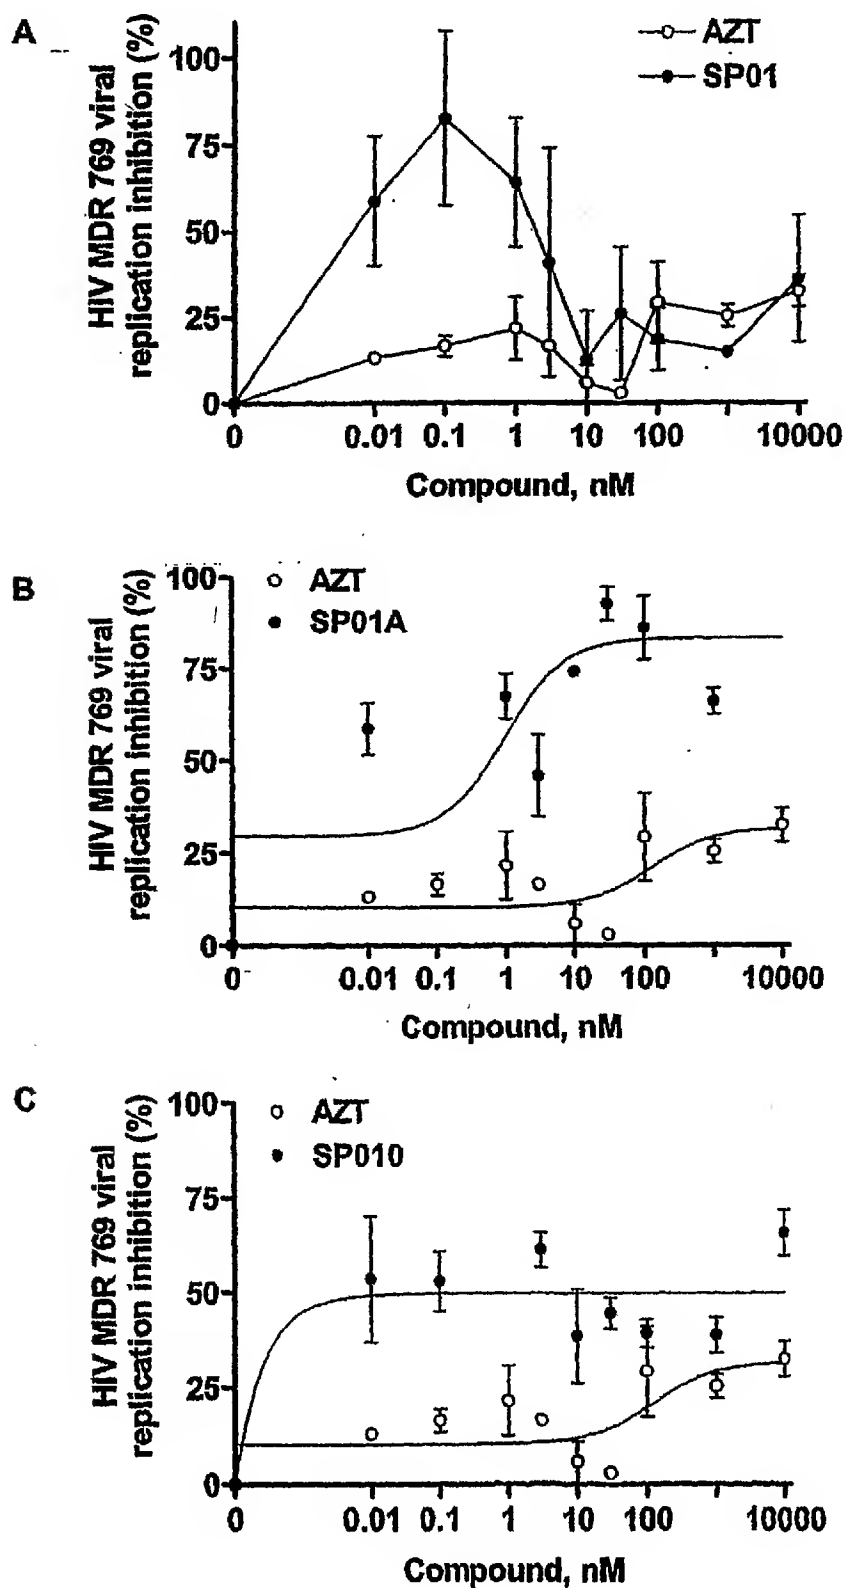 A
HIV MDR 769 viral
replication inhibition (%)
AZT
SP01
100
75
50
25
0
0 0.01 0.1 1 10 100 10000
Compound, nM
B
HIV MDR 769 viral
replication inhibition (%)
AZT
SP01A
100
75
50
25
0
0 0.01 0.1 1 10 100 10000
Compound, nM
C
HIV MDR 769 viral
replication inhibition (%)
AZT
SP010
100
75
50
25
0
0 0.01 0.1 1 10 100 10000
Compound, nM